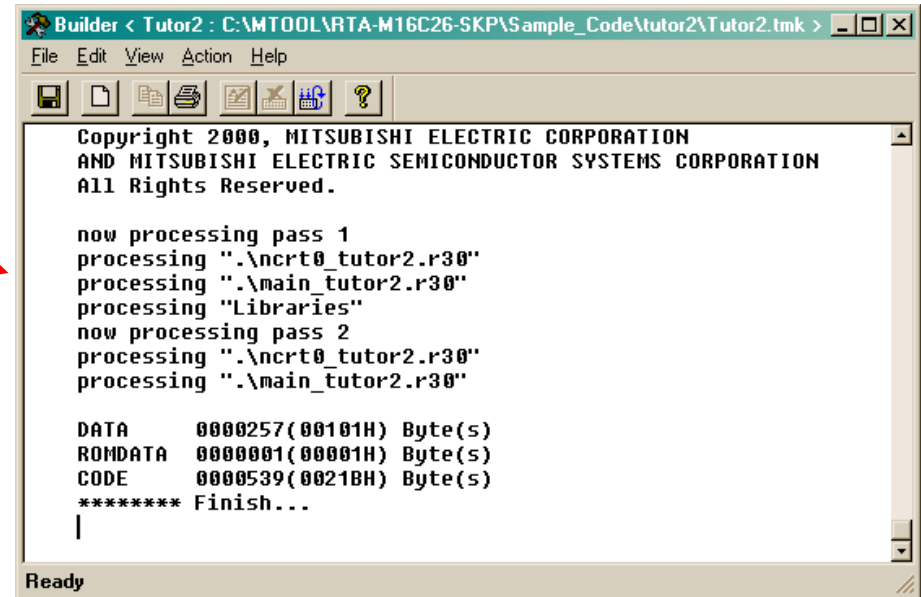 Builder < Tutor2 : C:\MTOOL\RTA-M16C26-SKP\Sample_Code\tutor2\Tutor2.tmk >
File Edit View Action Help
Copyright 2000, MITSUBISHI ELECTRIC CORPORATION
AND MITSUBISHI ELECTRIC SEMICONDUCTOR SYSTEMS CORPORATION
All Rights Reserved.
now processing pass 1
processing ".\ncrt0_tutor2.r30"
processing ".\main_tutor2.r30"
processing "Libraries"
now processing pass 2
processing ".\ncrt0_tutor2.r30"
processing ".\main_tutor2.r30"
DATA 0000257(00101H) Byte(s)
ROMDATA 0000001(00001H) Byte(s)
CODE 0000539(0021BH) Byte(s)
******** Finish...
Ready